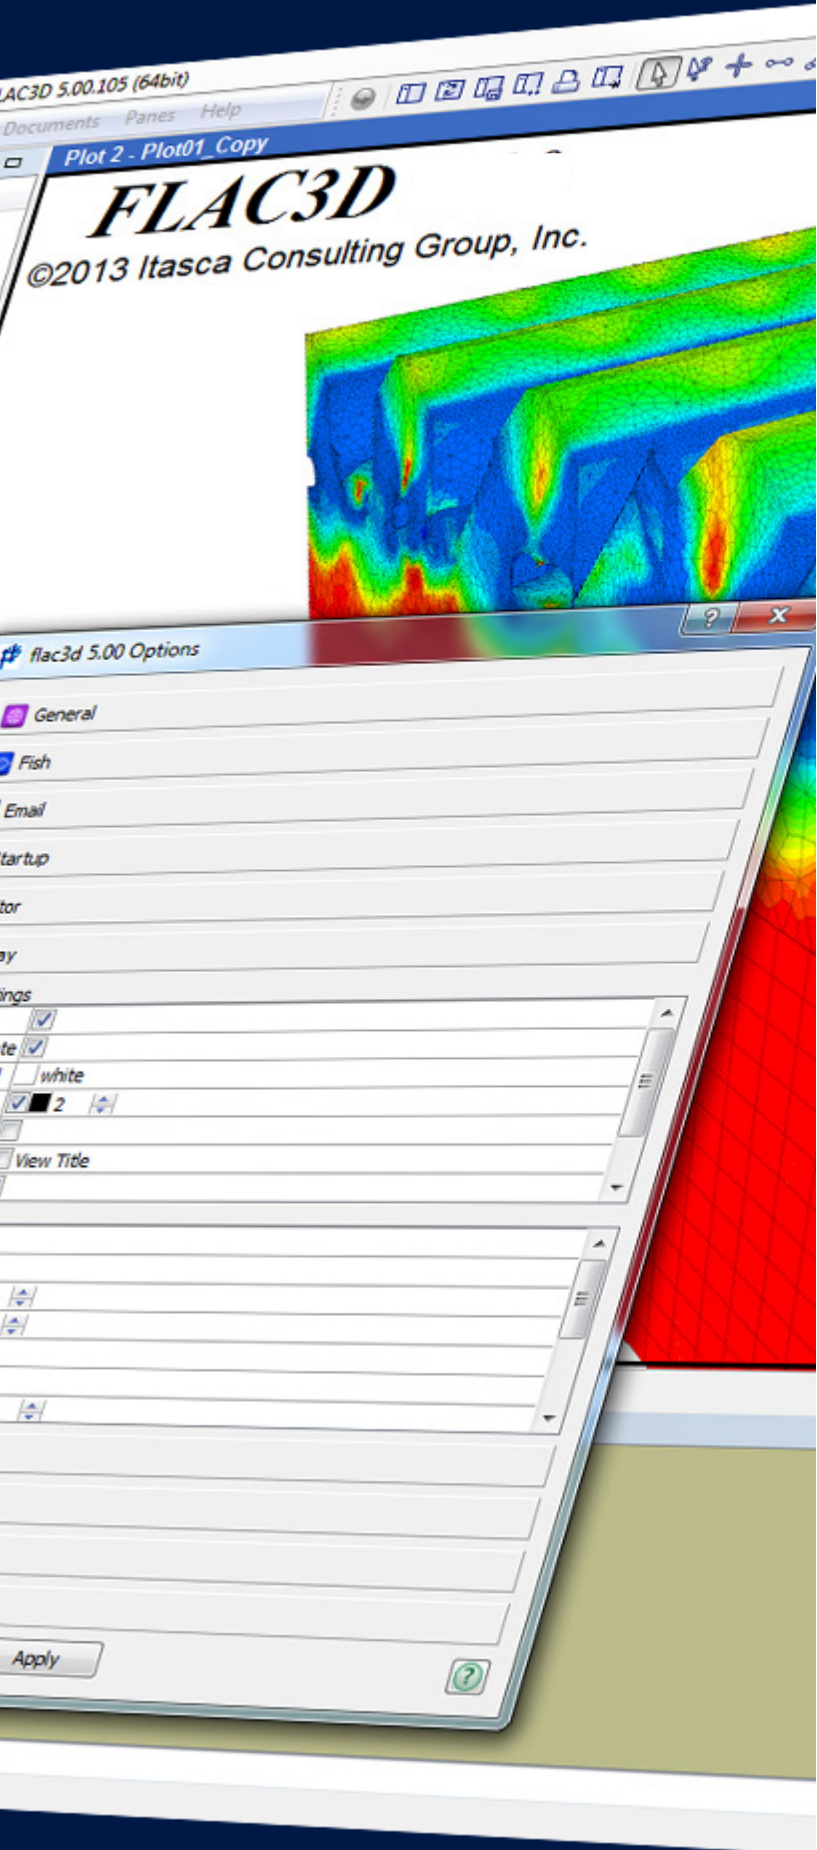 LAC3D 5.00.105 (64bit)
Documents Panes Help
Plot 2 - Plot01_Copy
FLAC3D
©2013 Itasca Consulting Group, Inc.
flac3d 5.00 Options
General
Fish
Email
tartup
tor
ay
ings
te
white
2
View Title
Apply